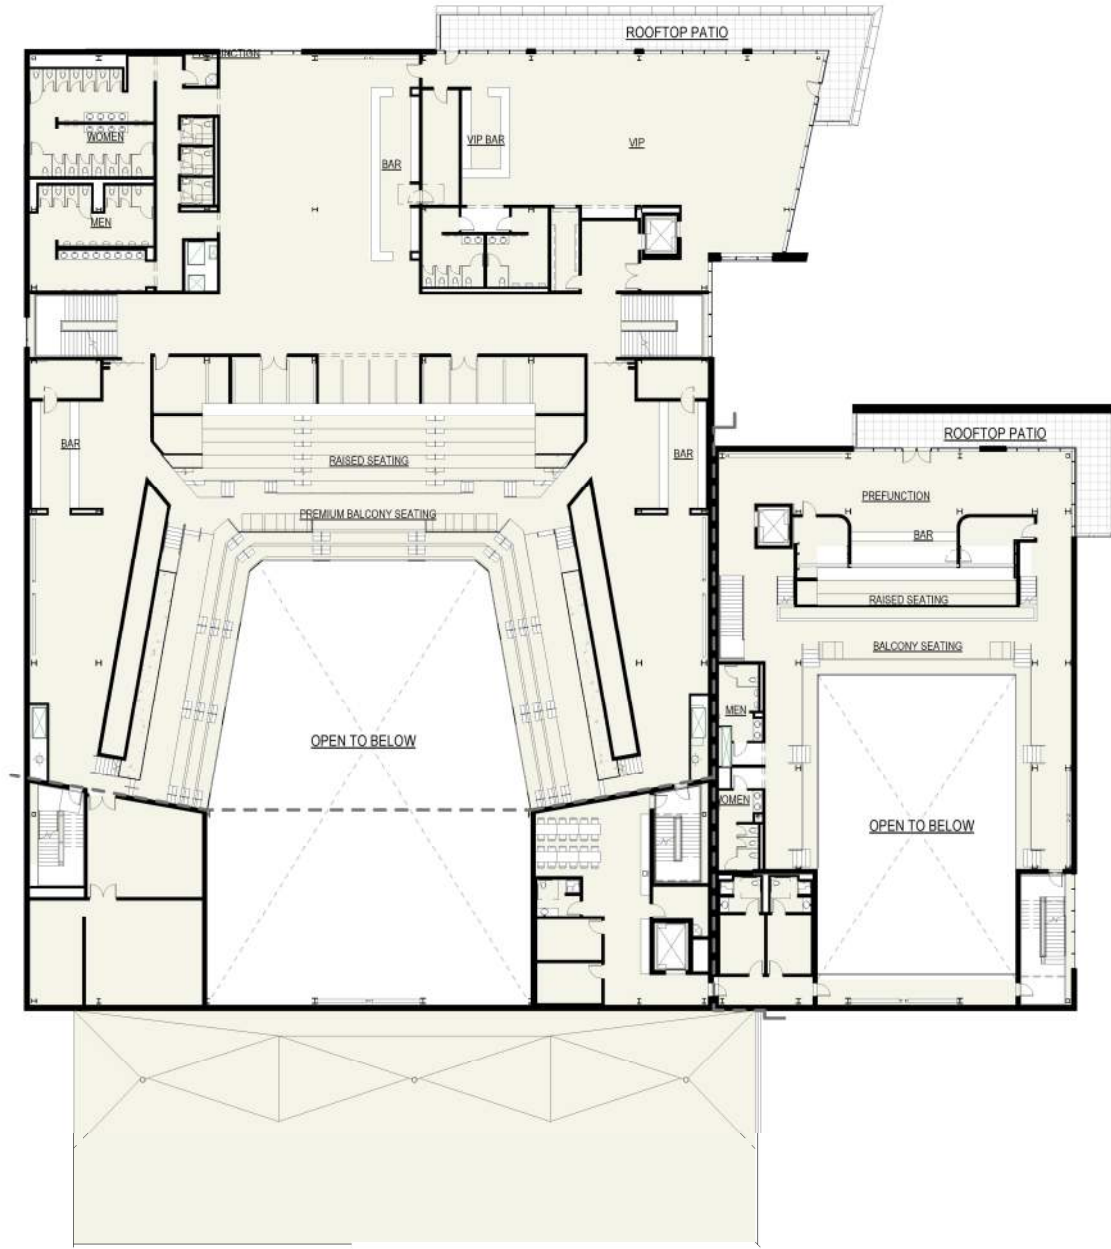 ROOFTOP PATIO
WOMEN
VIP BAR
VIP
BAR
MEN
BAR
RAISED SEATING
BAR
PREMIUM BALCONY SEATING
OPEN TO BELOW
ROOFTOP PATIO
PREFUNCTION
BAR
RAISED SEATING
BALCONY SEATING
MEN
OPEN TO BELOW